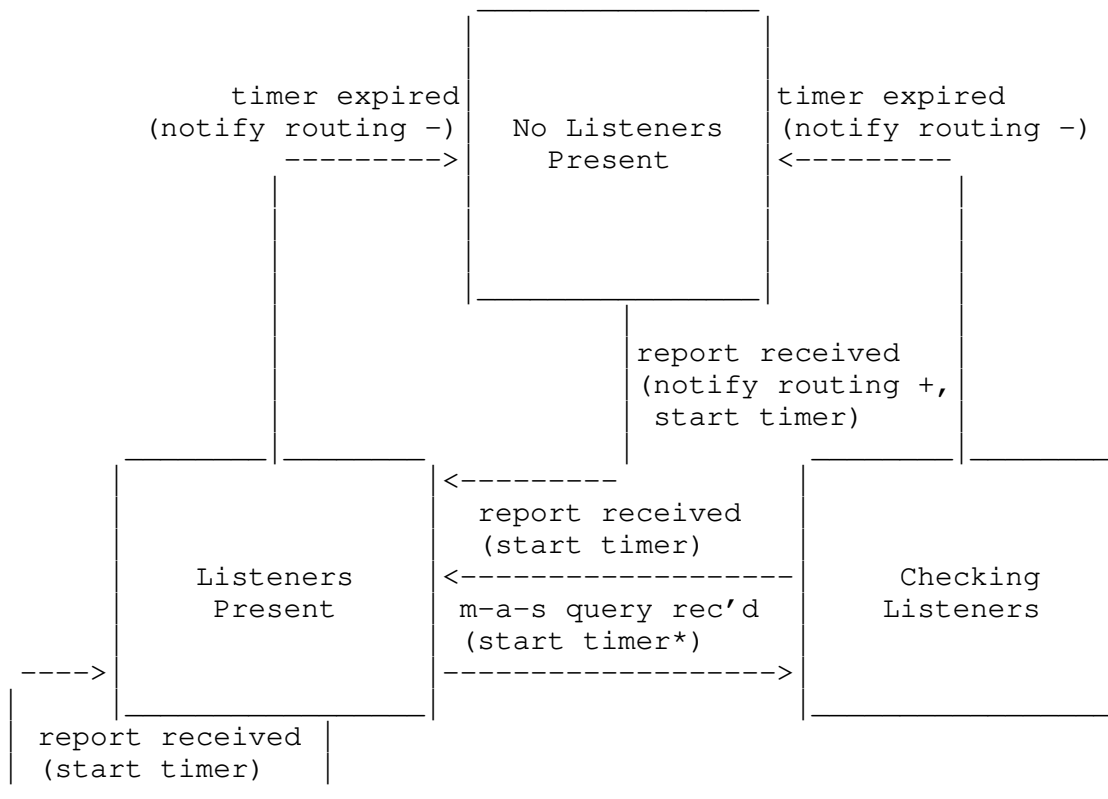 timer expired
(notify routing -)
No Listeners
Present
timer expired
(notify routing -)
report received
(notify routing +,
start timer)
report received
(start timer)
Listeners
Present
m-a-s query rec'd
(start timer*)
Checking
Listeners
report received
(start timer)